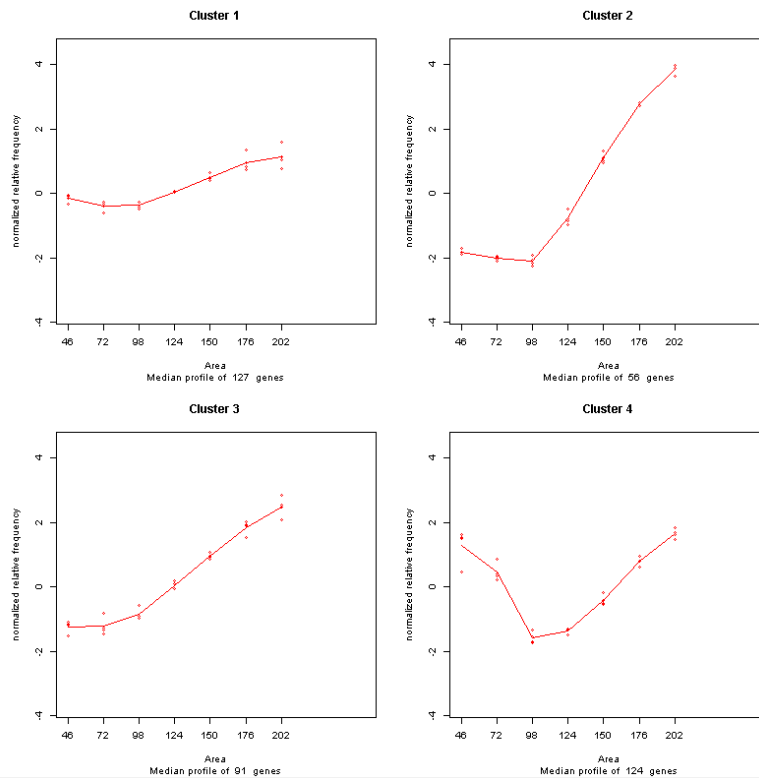 Cluster 1
normalized relative frequency
4
2
0
-2
-4
46 72 98 124 150 176 202
Area
Median profile of 127 genes
Cluster 2
normalized relative frequency
4
2
0
-2
-4
46 72 98 124 150 176 202
Area
Median profile of 56 genes
Cluster 3
normalized relative frequency
4
2
0
-2
-4
46 72 98 124 150 176 202
Area
Median profile of 91 genes
Cluster 4
normalized relative frequency
4
2
0
-2
-4
46 72 98 124 150 176 202
Area
Median profile of 124 genes